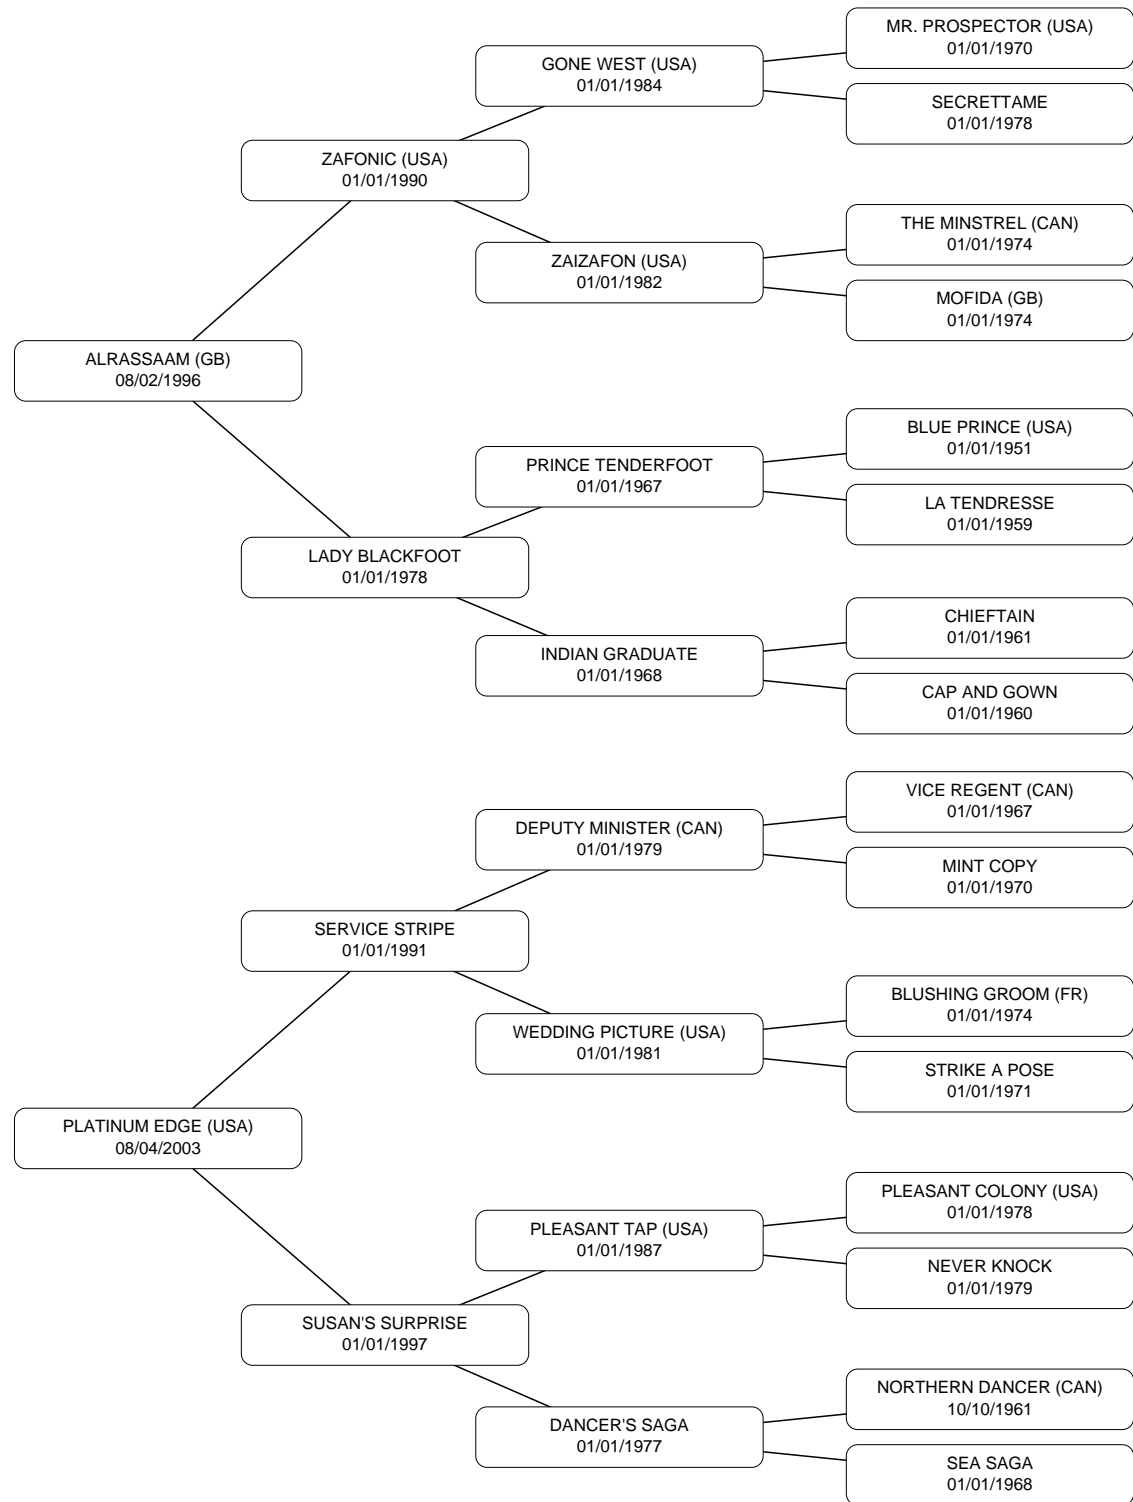 MR. PROSPECTOR (USA)
01/01/1970
GONE WEST (USA)
01/01/1984
SECRETTAME
01/01/1978
ZAFONIC (USA)
01/01/1990
THE MINSTREL (CAN)
01/01/1974
ZAIZAFON (USA)
01/01/1982
MOFIDA (GB)
01/01/1974
ALRASSAAM (GB)
08/02/1996
BLUE PRINCE (USA)
01/01/1951
PRINCE TENDERFOOT
01/01/1967
LA TENDRESSE
01/01/1959
LADY BLACKFOOT
01/01/1978
CHIEFTAIN
01/01/1961
INDIAN GRADUATE
01/01/1968
CAP AND GOWN
01/01/1960
VICE REGENT (CAN)
01/01/1967
DEPUTY MINISTER (CAN)
01/01/1979
MINT COPY
01/01/1970
SERVICE STRIPE
01/01/1991
BLUSHING GROOM (FR)
01/01/1974
WEDDING PICTURE (USA)
01/01/1981
STRIKE A POSE
01/01/1971
PLATINUM EDGE (USA)
08/04/2003
PLEASANT COLONY (USA)
01/01/1978
PLEASANT TAP (USA)
01/01/1987
NEVER KNOCK
01/01/1979
SUSAN'S SURPRISE
01/01/1997
NORTHERN DANCER (CAN)
10/10/1961
DANCER'S SAGA
01/01/1977
SEA SAGA
01/01/1968